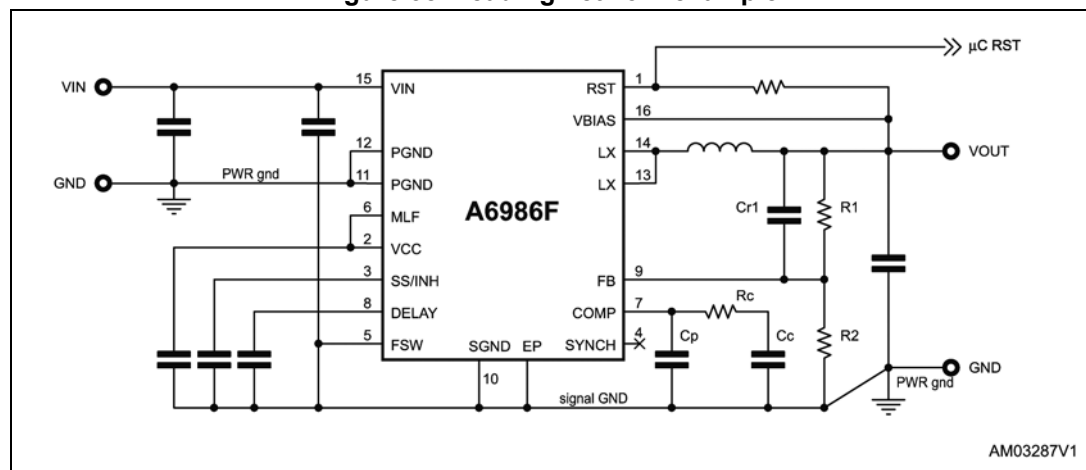 μC RST
VIN
15
VIN
RST
1
VBIAS
16
12
PGND
LX
14
VOUT
GND
PWR gnd
11
PGND
LX
13
A6986F
6
MLF
Cr1
R1
2
VCC
3
SS/INH
FB
9
8
DELAY
COMP
7
Rc
5
FSW
SGND
EP
SYNCH
4
Cp
Cc
R2
10
GND
PWR gnd
signal GND
AM03287V1